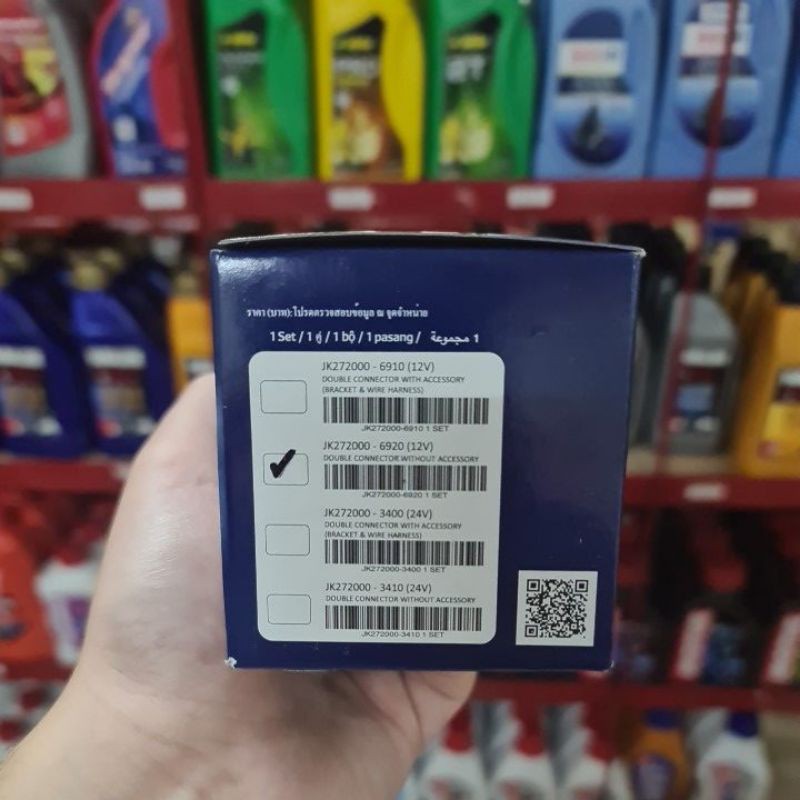 ราคา (บาท): โปรดตรวจสอบข้อมูล ณ จุดจำหน่าย
1 Set / 1 คู่ / 1 bộ / 1 pasang / 1 مجموعة
JK272000 - 6910 (12V)
DOUBLE CONNECTOR WITH ACCESSORY
(BRACKET & WIRE HARNESS)
JK272000-6910 1 SET
JK272000 - 6920 (12V)
DOUBLE CONNECTOR WITHOUT ACCESSORY
JK272000-6920 1 SET
JK272000 - 3400 (24V)
DOUBLE CONNECTOR WITH ACCESSORY
(BRACKET & WIRE HARNESS)
JK272000-3400 1 SET
JK272000 - 3410 (24V)
DOUBLE CONNECTOR WITHOUT ACCESSORY
JK272000-3410 1 SET